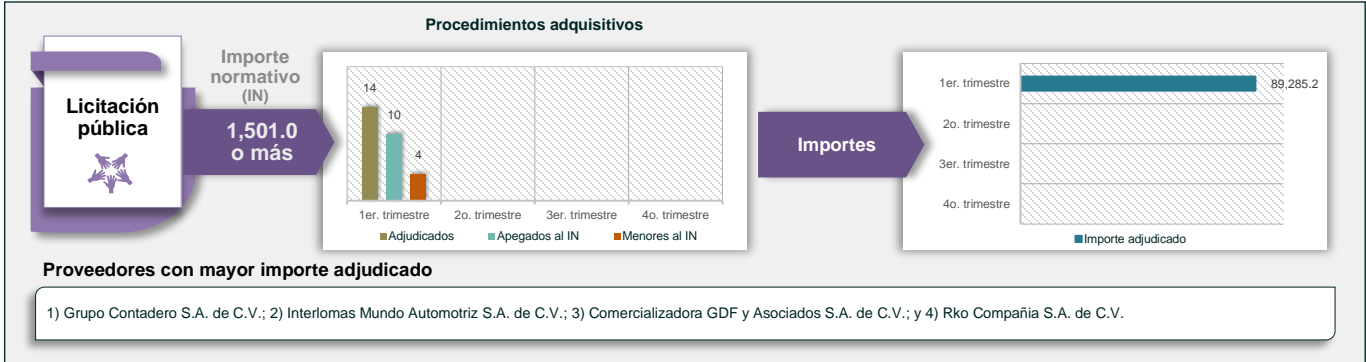 Procedimientos adquisitivos
Licitación
pública
Importe
normativo
(IN)
1,501.0
o más
14
10
4
1er. trimestre 2o. trimestre 3er. trimestre 4o. trimestre
Adjudicados Apegados al IN Menores al IN
Importes
1er. trimestre 89,285.2
2o. trimestre
3er. trimestre
4o. trimestre
Importe adjudicado
Proveedores con mayor importe adjudicado
1) Grupo Contadero S.A. de C.V.; 2) Interlomas Mundo Automotriz S.A. de C.V.; 3) Comercializadora GDF y Asociados S.A. de C.V.; y 4) Rko Compañia S.A. de C.V.